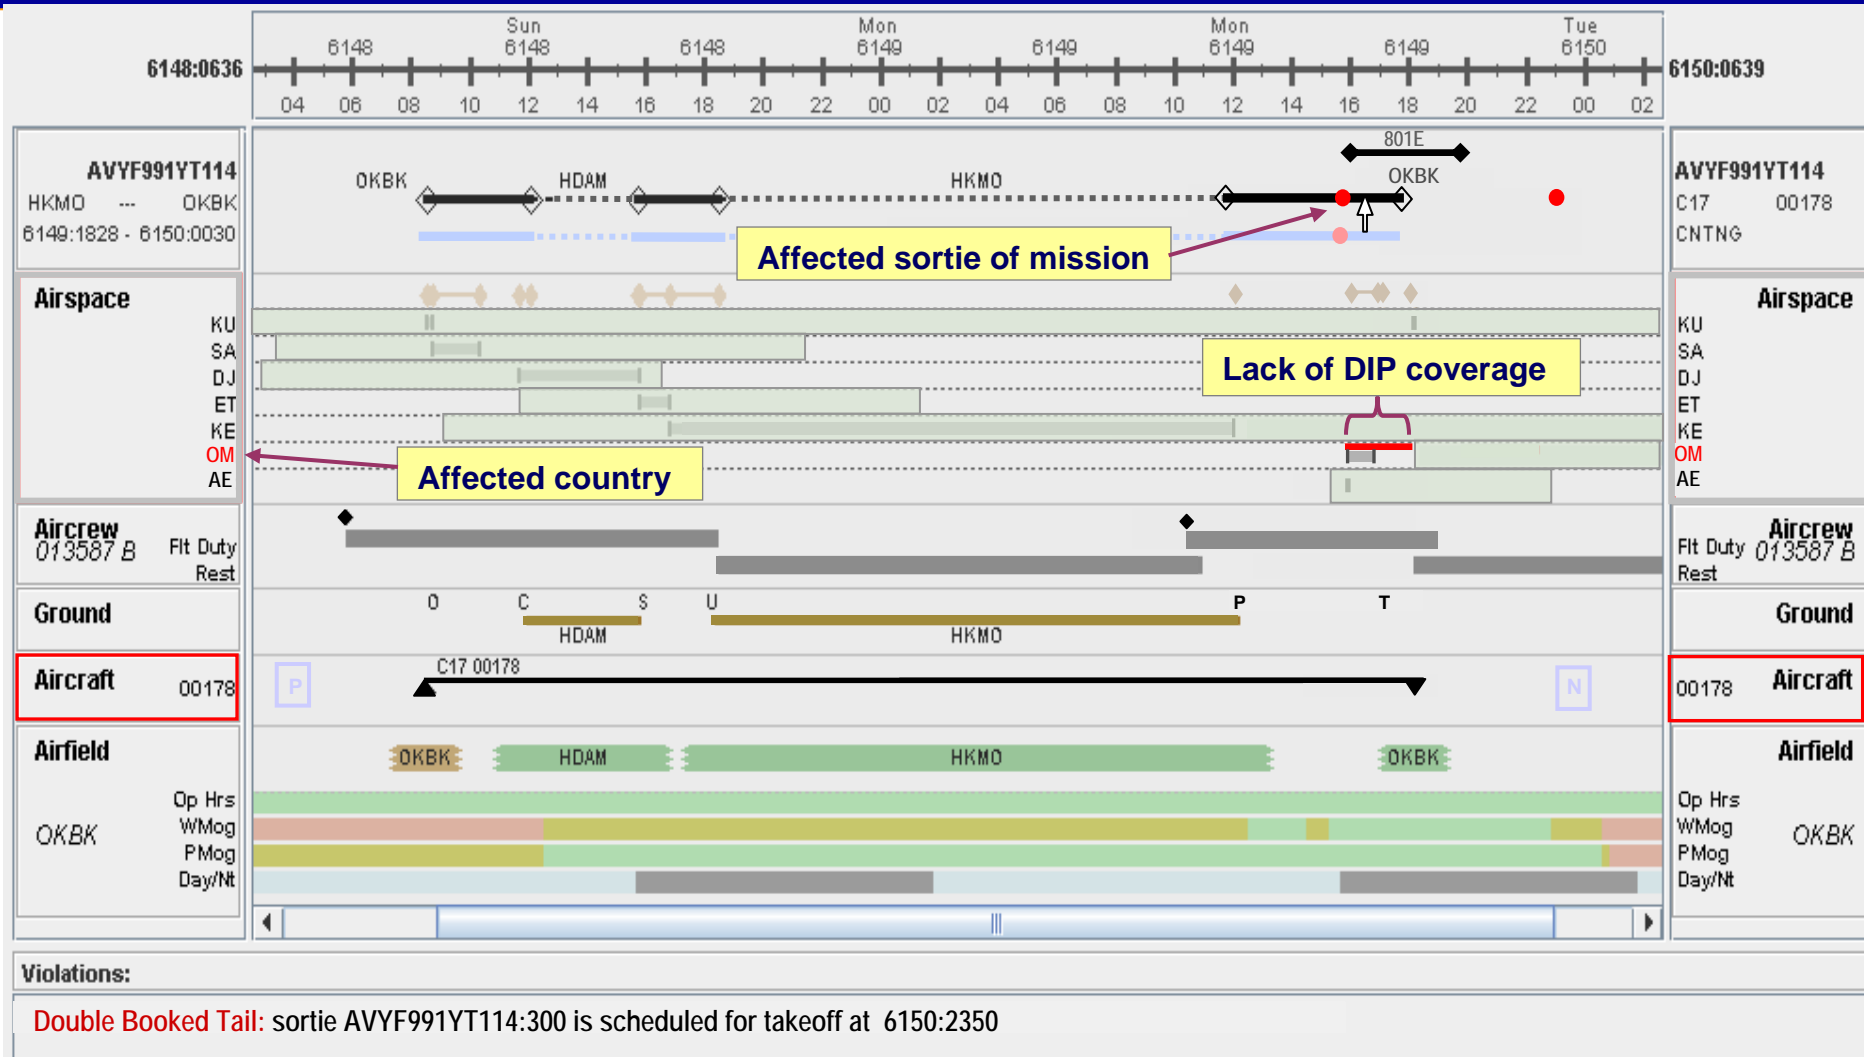 Sun Mon Mon Tue
6148 6148 6148 6149 6149 6149 6149 6150
6148:0636 6150:0639
04 06 08 10 12 14 16 18 20 22 00 02 04 06 08 10 12 14 16 18 20 22 00 02
801E
AVYF991YT114 OKBK HDAM HKMO OKBK AVYF991YT114
HKMO --- OKBK C17 00178
6149:1828 - 6150:0030 CNTNG
Affected sortie of mission
Airspace Airspace
KU KU
SA SA
Lack of DIP coverage
DJ DJ
ET ET
KE KE
OM OM
Affected country
AE AE
Aircrew Aircrew
013587 B Flt Duty Flt Duty 013587 B
Rest Rest
O C S U P T
Ground Ground
HDAM HKMO
C17 00178
Aircraft 00178 P N 00178 Aircraft
Airfield OKBK HDAM HKMO OKBK Airfield
Op Hrs Op Hrs
OKBK WMog WMog OKBK
PMog PMog
Day/Nt Day/Nt
Violations:
Double Booked Tail: sortie AVYF991YT114:300 is scheduled for takeoff at 6150:2350